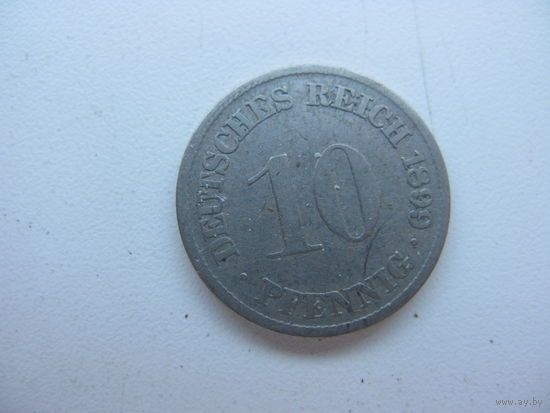 DEUTSCHES REICH 1899
10
• PFENNIG •
www.ay.by